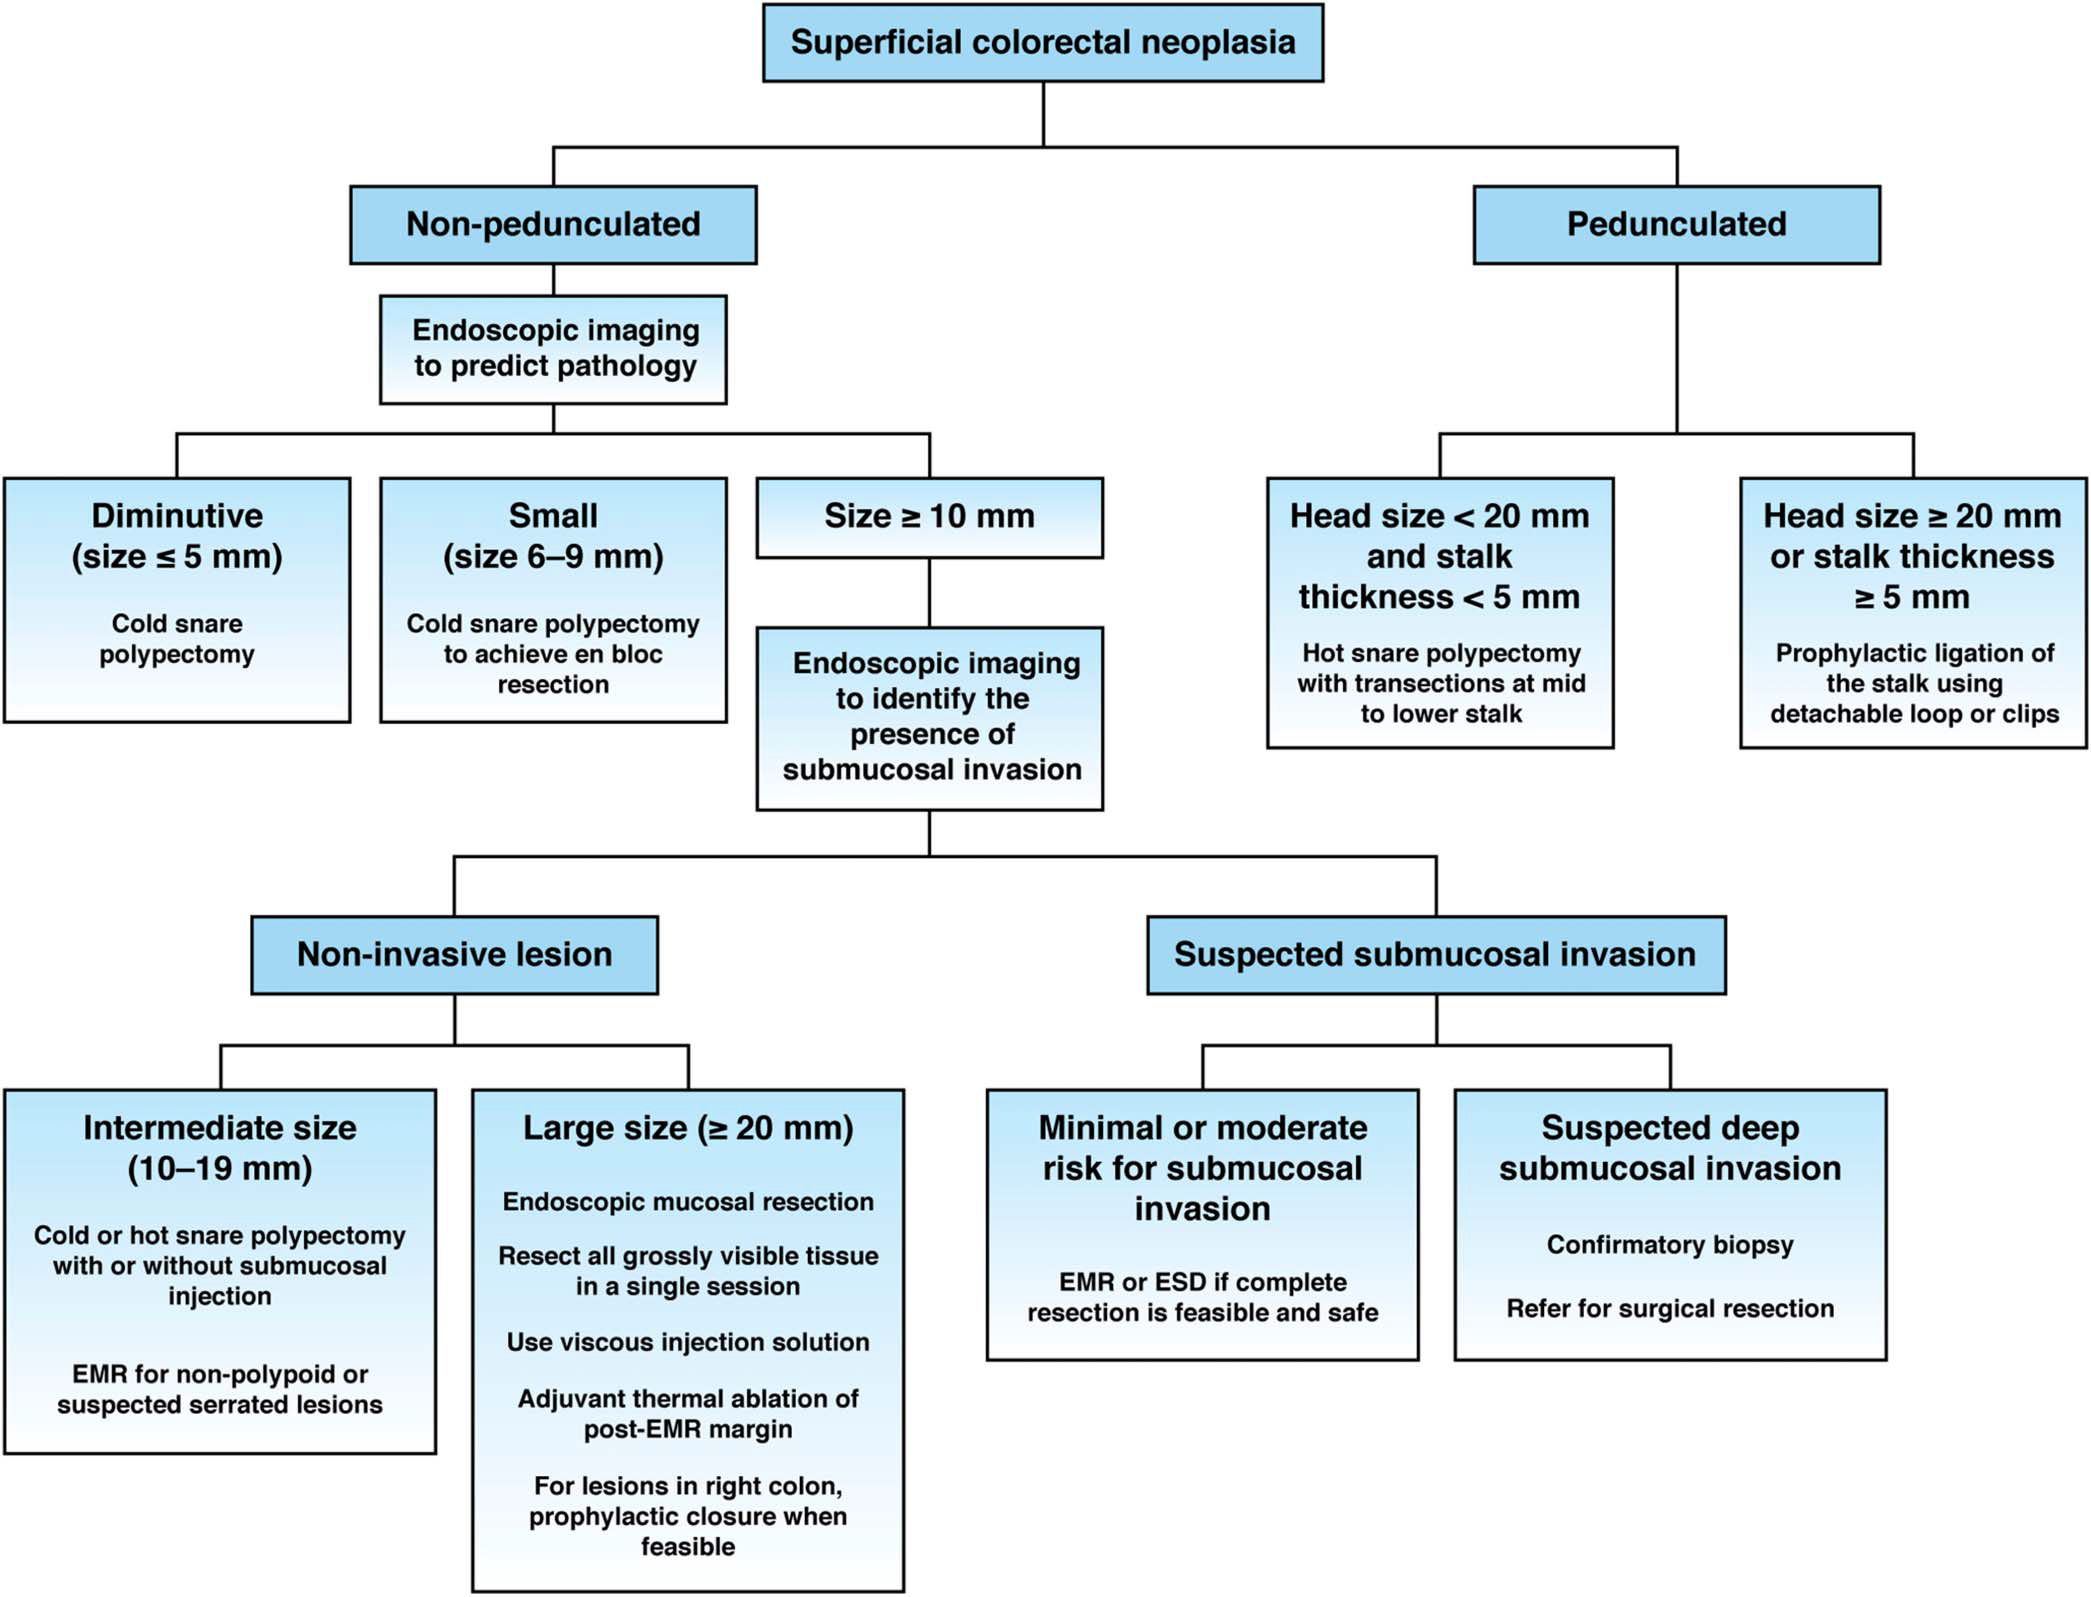 Superficial colorectal neoplasia
Non-pedunculated
Pedunculated
Endoscopic imaging
to predict pathology
Diminutive
(size ≤ 5 mm)
Cold snare
polypectomy
Small
(size 6–9 mm)
Cold snare polypectomy
to achieve en bloc
resection
Size ≥ 10 mm
Endoscopic imaging
to identify the
presence of
submucosal invasion
Head size < 20 mm
and stalk
thickness < 5 mm
Hot snare polypectomy
with transections at mid
to lower stalk
Head size ≥ 20 mm
or stalk thickness
≥ 5 mm
Prophylactic ligation of
the stalk using
detachable loop or clips
Non-invasive lesion
Suspected submucosal invasion
Intermediate size
(10–19 mm)
Cold or hot snare polypectomy
with or without submucosal
injection
EMR for non-polypoid or
suspected serrated lesions
Large size (≥ 20 mm)
Endoscopic mucosal resection
Resect all grossly visible tissue
in a single session
Use viscous injection solution
Adjuvant thermal ablation of
post-EMR margin
For lesions in right colon,
prophylactic closure when
feasible
Minimal or moderate
risk for submucosal
invasion
EMR or ESD if complete
resection is feasible and safe
Suspected deep
submucosal invasion
Confirmatory biopsy
Refer for surgical resection